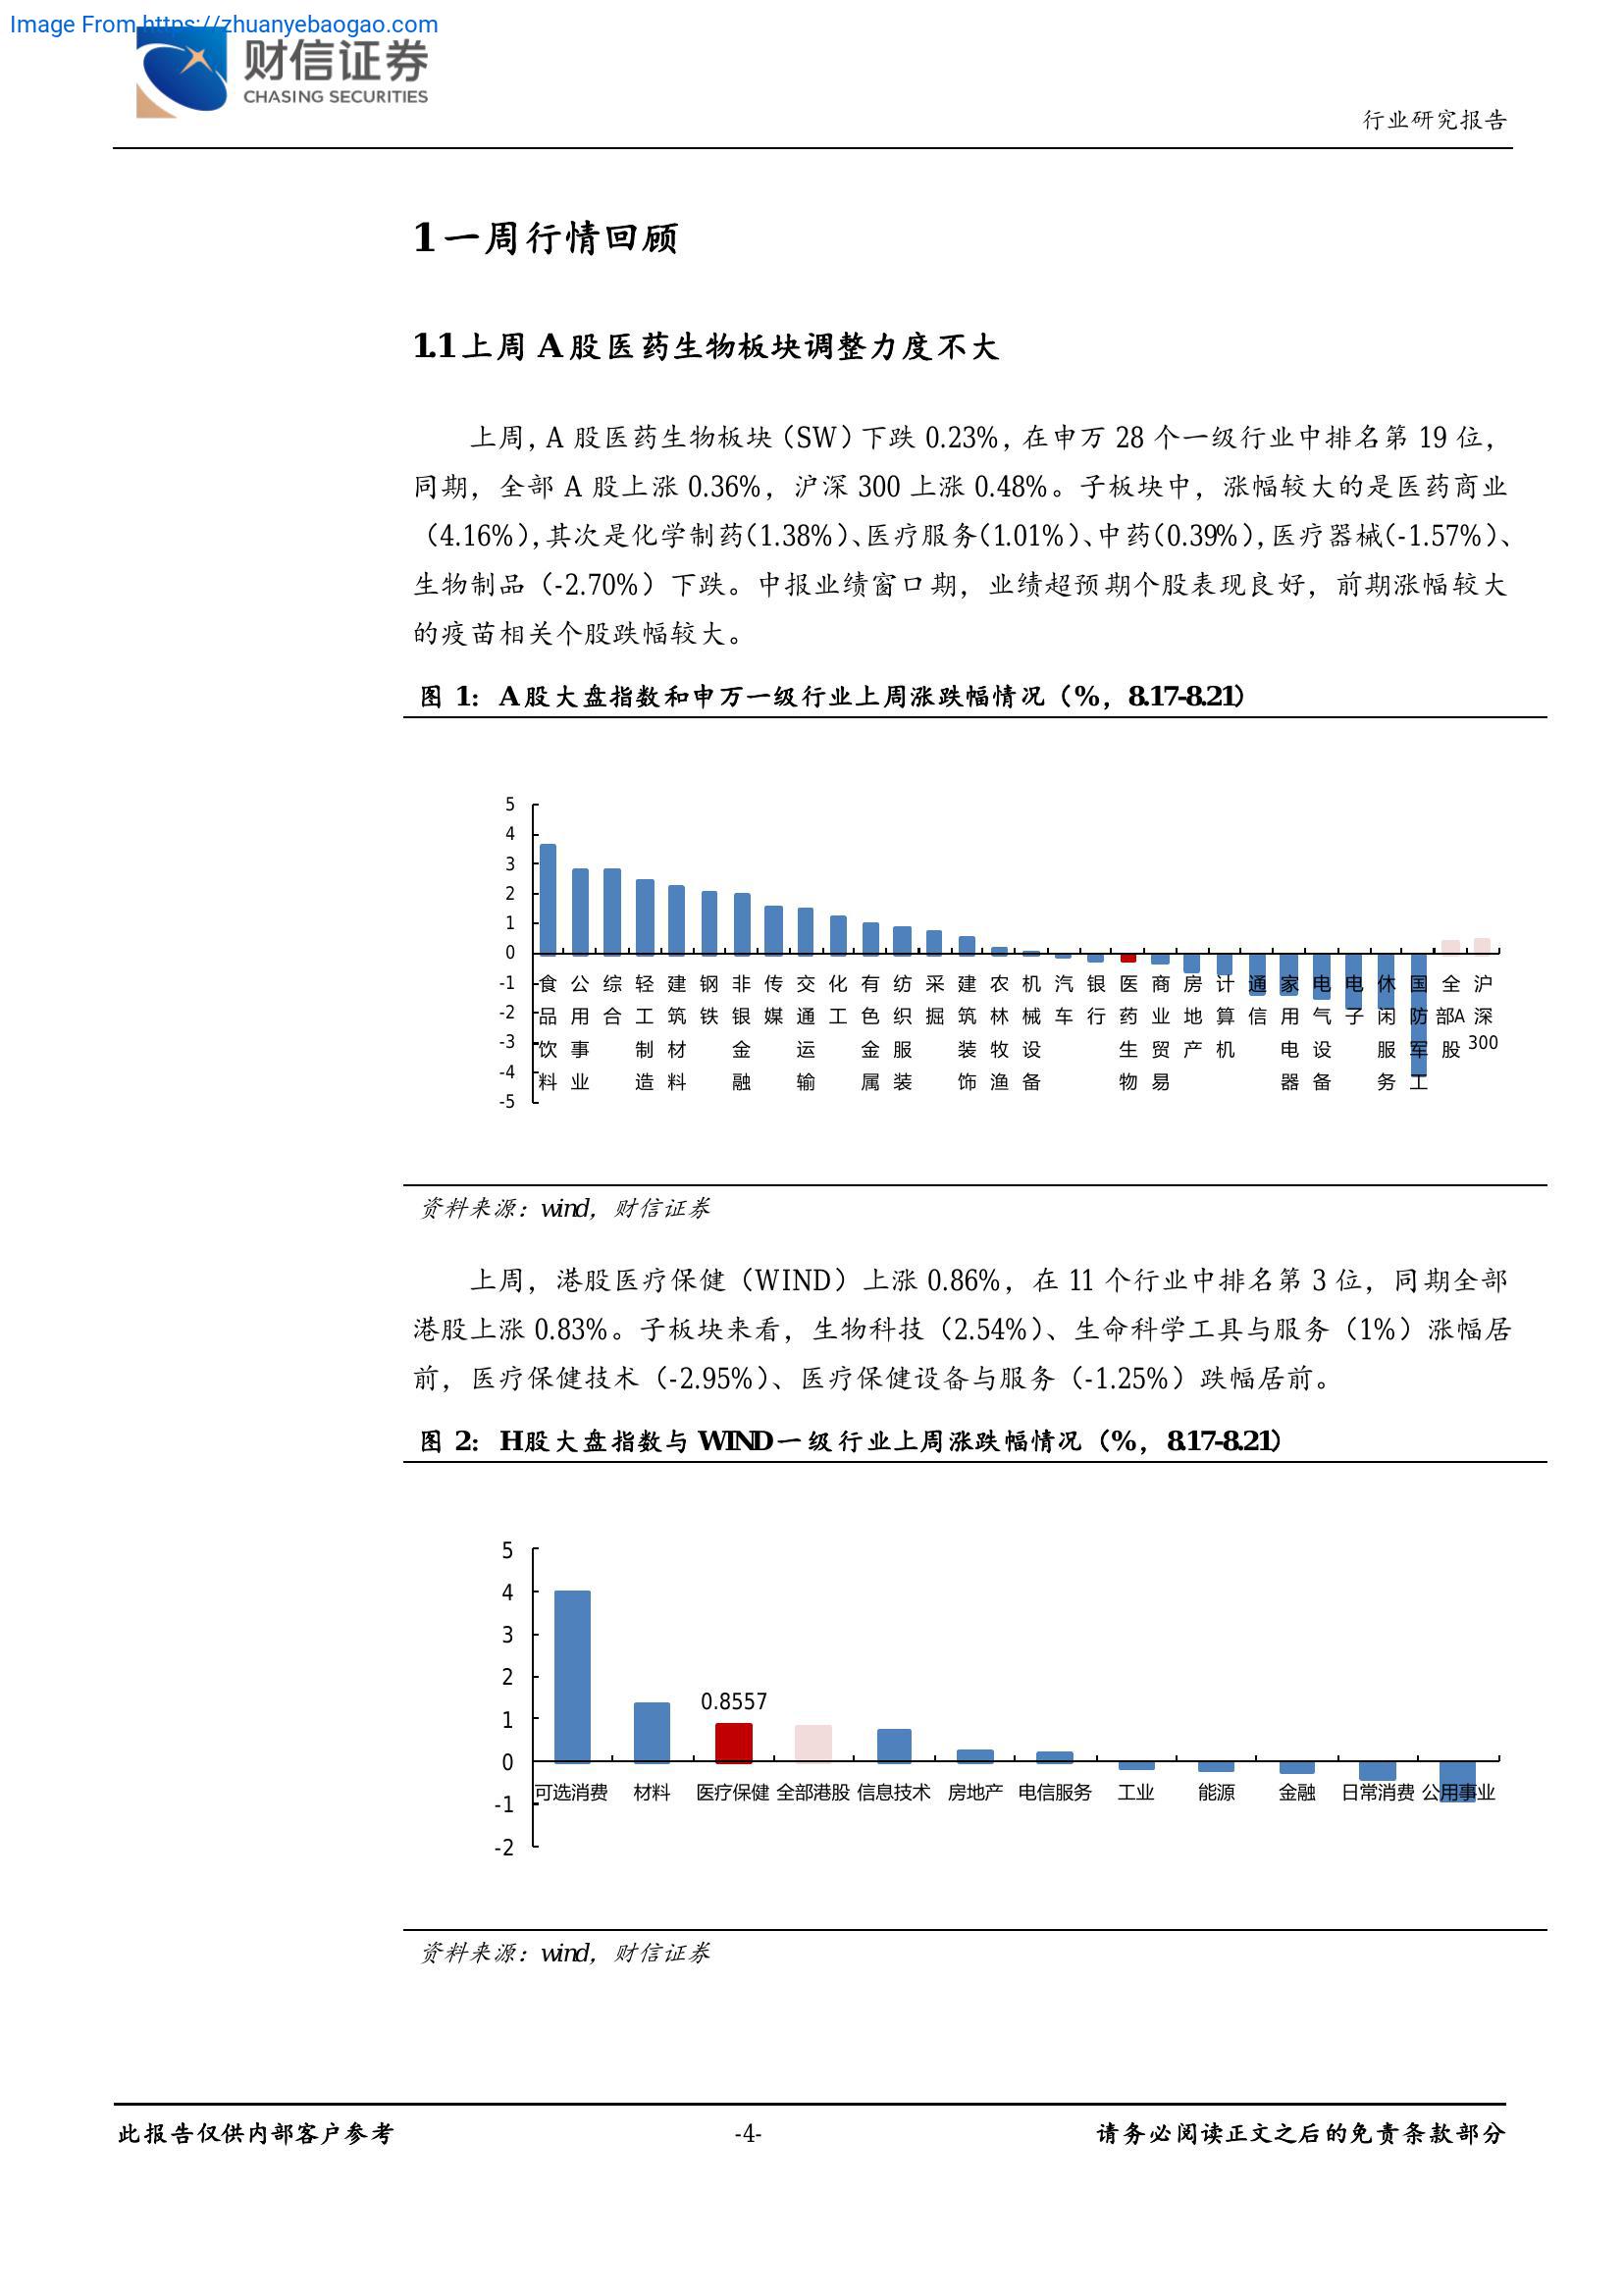 Image From https://zhuanyebaogao.com
财信证券
CHASING SECURITIES
行业研究报告
1 一周行情回顾
1.1 上周 A 股医药生物板块调整力度不大
上周，A 股医药生物板块（SW）下跌 0.23%，在申万 28 个一级行业中排名第 19 位，
同期，全部 A 股上涨 0.36%，沪深 300 上涨 0.48%。子板块中，涨幅较大的是医药商业
（4.16%），其次是化学制药（1.38%）、医疗服务（1.01%）、中药（0.39%），医疗器械（-1.57%）、
生物制品（-2.70%）下跌。中报业绩窗口期，业绩超预期个股表现良好，前期涨幅较大
的疫苗相关个股跌幅较大。
图 1：A 股大盘指数和申万一级行业上周涨跌幅情况（%，8.17-8.21）
5
4
3
2
1
0
-1
-2
-3
-4
-5
食品饮料
公用事业
综合
轻工制造
建筑材料
钢铁
非银金融
传媒
交通运输
化工
有色金属
纺织服装
采掘
建筑装饰
农林牧渔
机械设备
汽车
银行
医药生物
商业贸易
房地产
计算机
通信
家用电器
电气设备
电子
休闲服务
国防军工
全部A股
沪深300
资料来源：wind，财信证券
上周，港股医疗保健（WIND）上涨 0.86%，在 11 个行业中排名第 3 位，同期全部
港股上涨 0.83%。子板块来看，生物科技（2.54%）、生命科学工具与服务（1%）涨幅居
前，医疗保健技术（-2.95%）、医疗保健设备与服务（-1.25%）跌幅居前。
图 2：H 股大盘指数与 WIND 一级行业上周涨跌幅情况（%，8.17-8.21）
5
4
3
2
1
0
-1
-2
0.8557
可选消费 材料 医疗保健 全部港股 信息技术 房地产 电信服务 工业 能源 金融 日常消费 公用事业
资料来源：wind，财信证券
此报告仅供内部客户参考 -4- 请务必阅读正文之后的免责条款部分